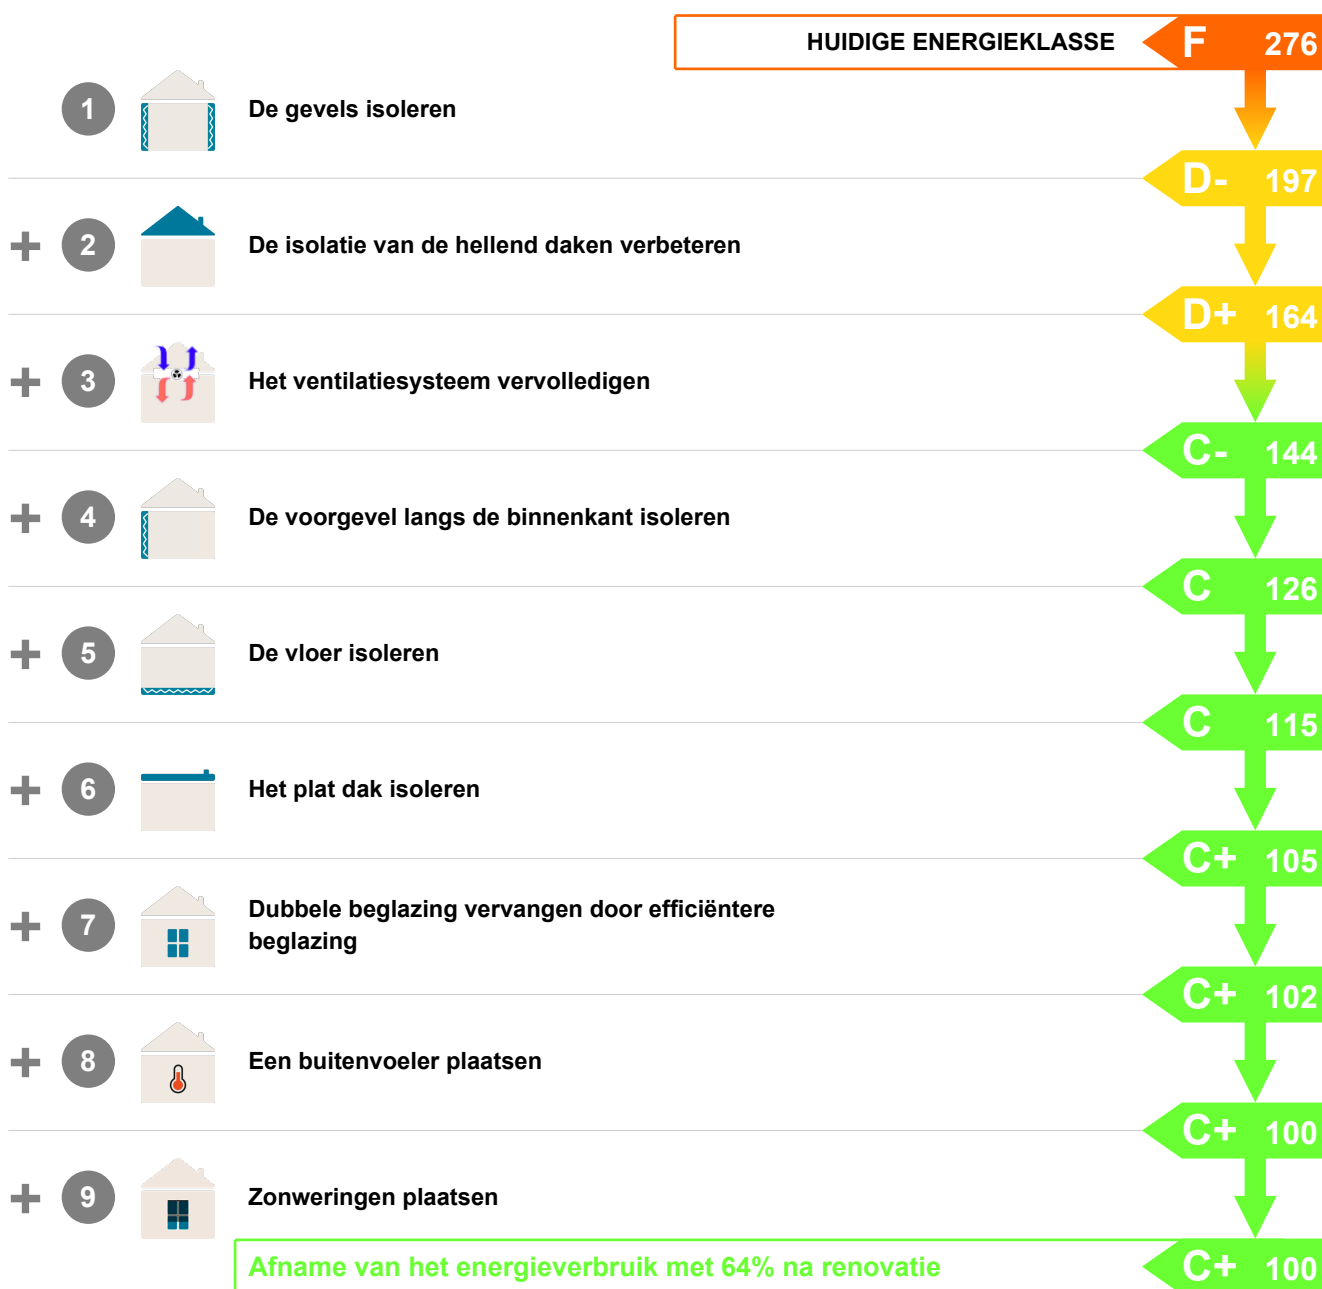 HUIDIGE ENERGIEKLASSE F 276
1 De gevels isoleren
D- 197
+ 2 De isolatie van de hellend daken verbeteren
D+ 164
+ 3 Het ventilatiesysteem vervolledigen
C- 144
+ 4 De voorgevel langs de binnenkant isoleren
C 126
+ 5 De vloer isoleren
C 115
+ 6 Het plat dak isoleren
C+ 105
+ 7 Dubbele beglazing vervangen door efficiëntere
beglazing
C+ 102
+ 8 Een buitenvoeler plaatsen
C+ 100
+ 9 Zonweringen plaatsen
Afname van het energieverbruik met 64% na renovatie C+ 100